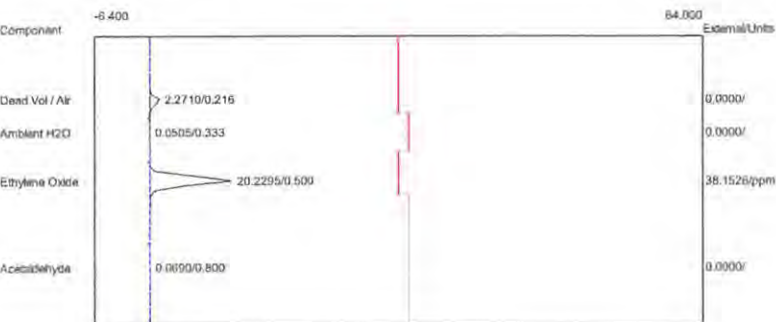 -6.400 64.000
Component External/Units
Dead Vol / Air 2.2710/0.216 0.0000/
Ambient H2O 0.0505/0.333 0.0000/
Ethylene Oxide 20.2295/0.500 38.1526/ppm
Acetaldehyde 0.0690/0.800 0.0000/